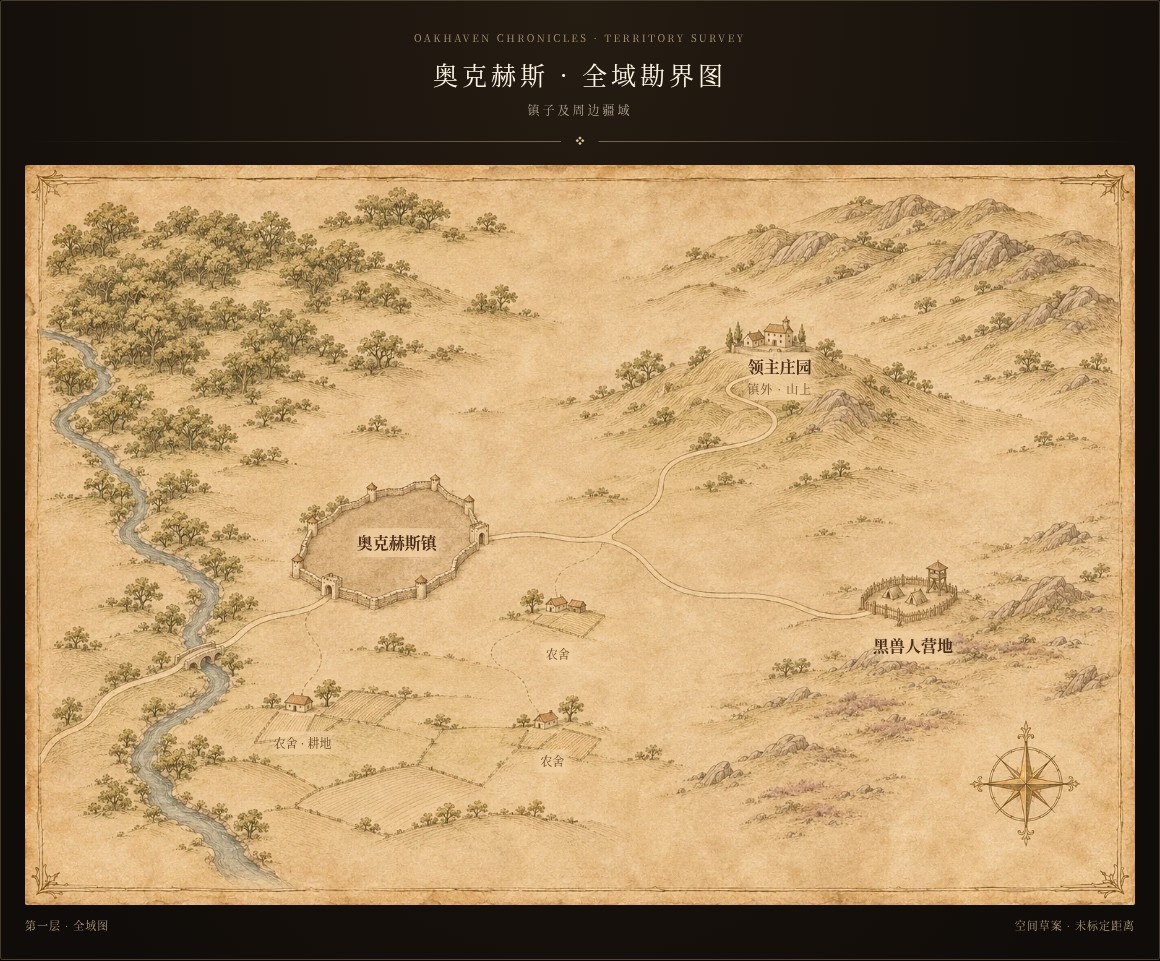 OAKHAVEN CHRONICLES · TERRITORY SURVEY
奥克赫斯 · 全域勘界图
镇子及周边疆域
领主庄园
镇外 · 山上
奥克赫斯镇
黑兽人营地
农舍
农舍 · 耕地
农舍
第一层 · 全域图
空间草案 · 未标定距离